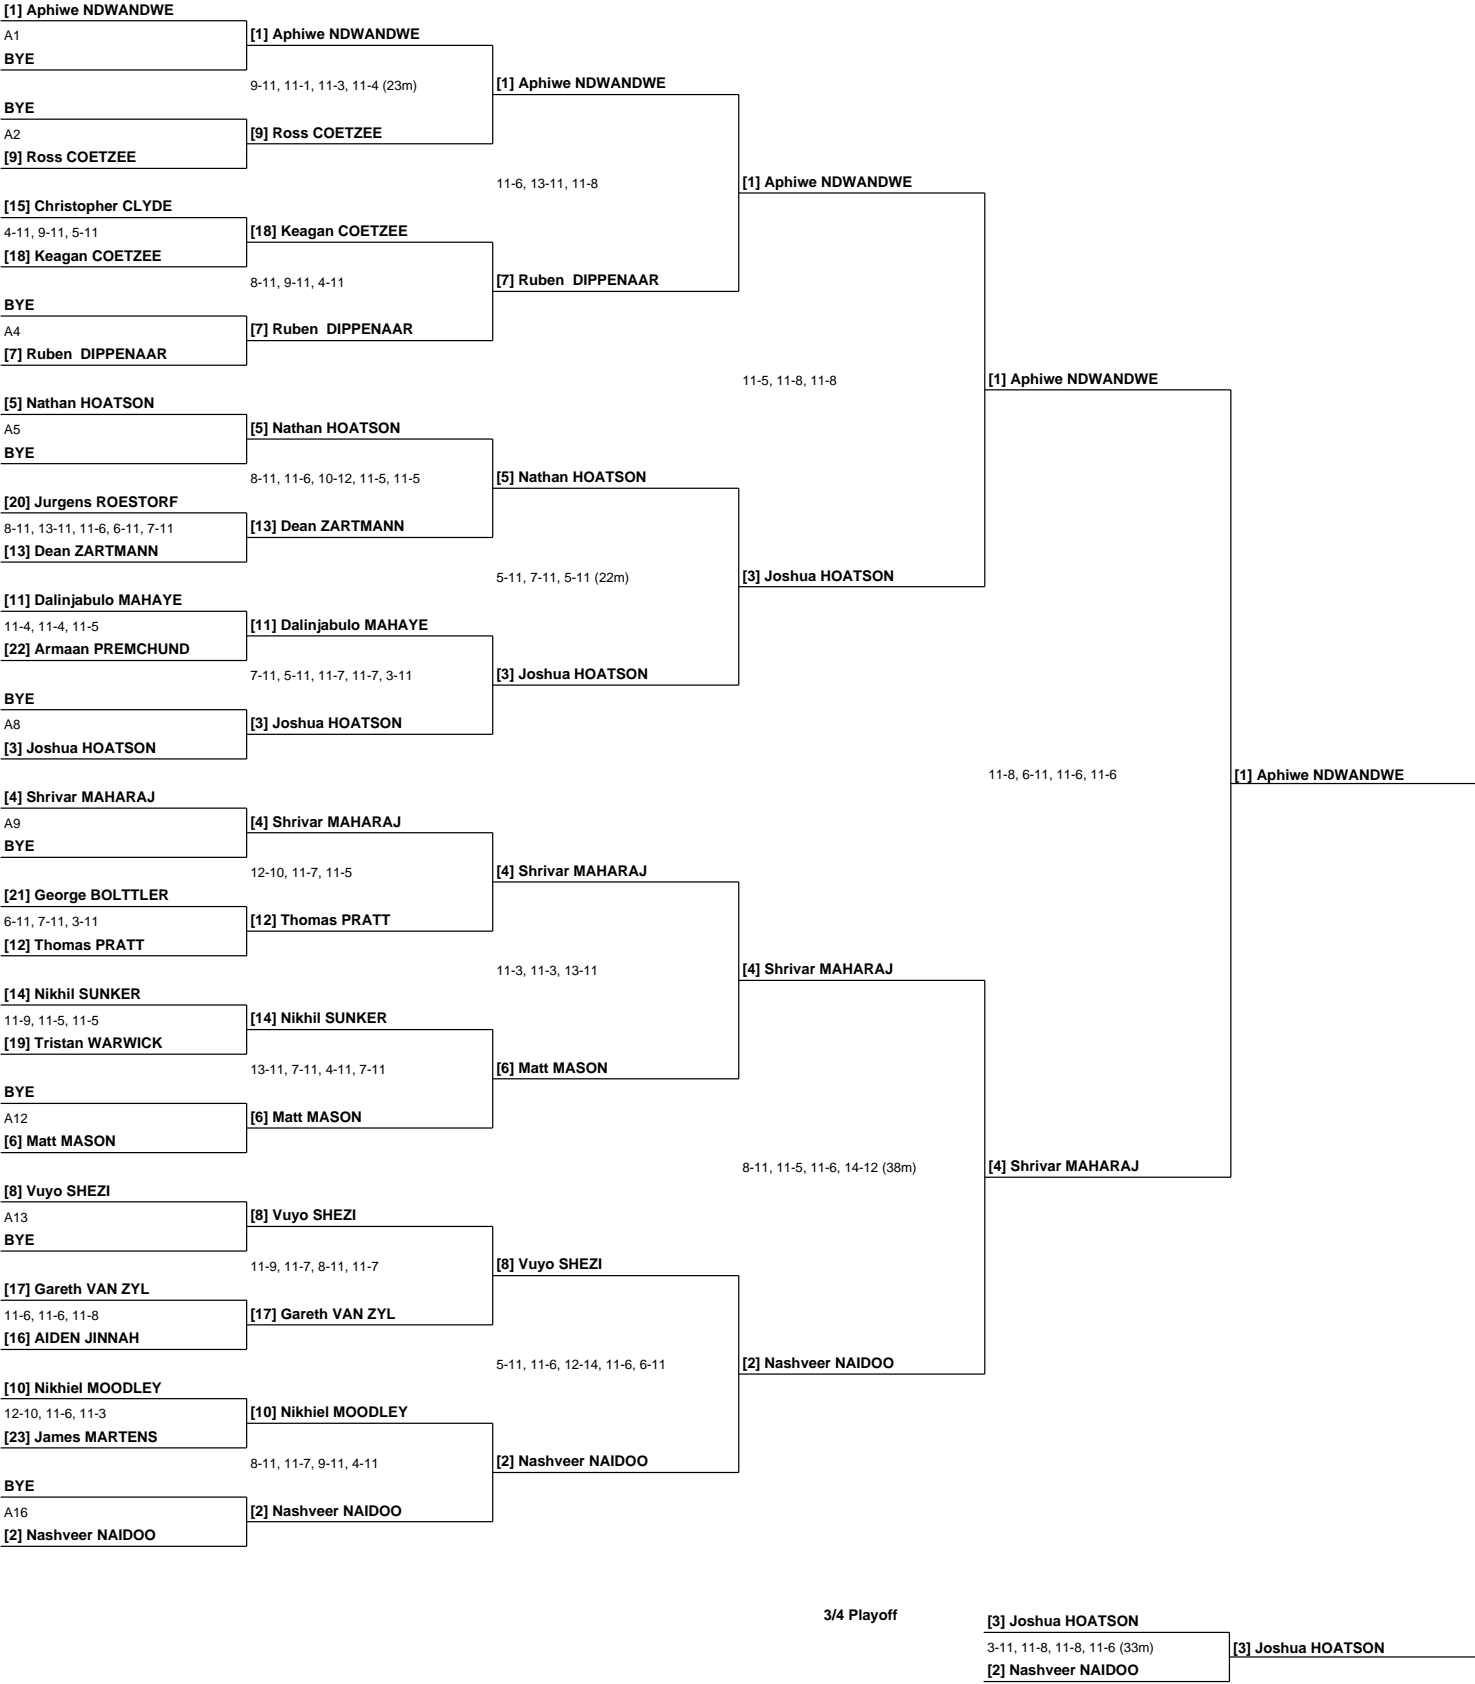 [1] Aphiwe NDWANDWE
A1
BYE
BYE
A2
[9] Ross COETZEE
[15] Christopher CLYDE
4-11, 9-11, 5-11
[18] Keagan COETZEE
BYE
A4
[7] Ruben  DIPPENAAR
[5] Nathan HOATSON
A5
BYE
[20] Jurgens ROESTORF
8-11, 13-11, 11-6, 6-11, 7-11
[13] Dean ZARTMANN
[11] Dalinjabulo MAHAYE
11-4, 11-4, 11-5
[22] Armaan PREMCHUND
BYE
A8
[3] Joshua HOATSON
[4] Shrivar MAHARAJ
A9
BYE
[21] George BOLTTLER
6-11, 7-11, 3-11
[12] Thomas PRATT
[14] Nikhil SUNKER
11-9, 11-5, 11-5
[19] Tristan WARWICK
BYE
A12
[6] Matt MASON
[8] Vuyo SHEZI
A13
BYE
[17] Gareth VAN ZYL
11-6, 11-6, 11-8
[16] AIDEN JINNAH
[10] Nikhiel MOODLEY
12-10, 11-6, 11-3
[23] James MARTENS
BYE
A16
[2] Nashveer NAIDOO
[1] Aphiwe NDWANDWE
9-11, 11-1, 11-3, 11-4 (23m)
[9] Ross COETZEE
[18] Keagan COETZEE
8-11, 9-11, 4-11
[7] Ruben  DIPPENAAR
[5] Nathan HOATSON
8-11, 11-6, 10-12, 11-5, 11-5
[13] Dean ZARTMANN
[11] Dalinjabulo MAHAYE
7-11, 5-11, 11-7, 11-7, 3-11
[3] Joshua HOATSON
[4] Shrivar MAHARAJ
12-10, 11-7, 11-5
[12] Thomas PRATT
[14] Nikhil SUNKER
13-11, 7-11, 4-11, 7-11
[6] Matt MASON
[8] Vuyo SHEZI
11-9, 11-7, 8-11, 11-7
[17] Gareth VAN ZYL
[10] Nikhiel MOODLEY
8-11, 11-7, 9-11, 4-11
[2] Nashveer NAIDOO
[1] Aphiwe NDWANDWE
11-6, 13-11, 11-8
[7] Ruben  DIPPENAAR
[5] Nathan HOATSON
5-11, 7-11, 5-11 (22m)
[3] Joshua HOATSON
[4] Shrivar MAHARAJ
11-3, 11-3, 13-11
[6] Matt MASON
[8] Vuyo SHEZI
5-11, 11-6, 12-14, 11-6, 6-11
[2] Nashveer NAIDOO
[1] Aphiwe NDWANDWE
11-5, 11-8, 11-8
[3] Joshua HOATSON
[4] Shrivar MAHARAJ
8-11, 11-5, 11-6, 14-12 (38m)
[2] Nashveer NAIDOO
[1] Aphiwe NDWANDWE
11-8, 6-11, 11-6, 11-6
[4] Shrivar MAHARAJ
[1] Aphiwe NDWANDWE
3/4 Playoff
[3] Joshua HOATSON
3-11, 11-8, 11-8, 11-6 (33m)
[2] Nashveer NAIDOO
[3] Joshua HOATSON